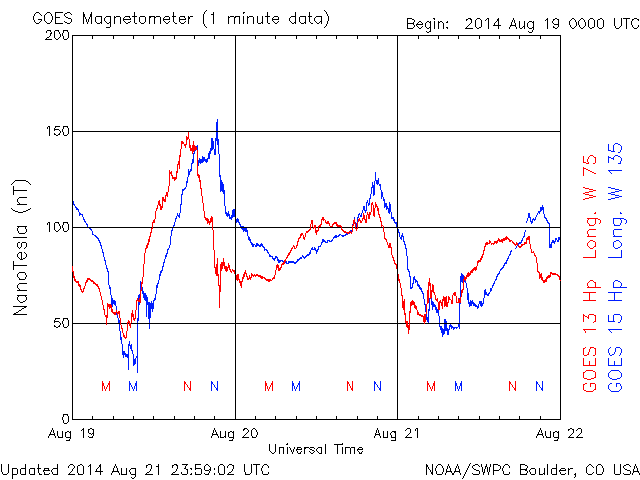 GOES Magnetometer (1 minute data)
Begin: 2014 Aug 19 0000 UTC
200
150
100
50
0
NanoTesla (nT)
M M N N M M N N M M N N
Aug 19 Aug 20 Aug 21 Aug 22
Universal Time
GOES 13 Hp Long. W 75
GOES 15 Hp Long. W 135
Updated 2014 Aug 21 23:59:02 UTC
NOAA/SWPC Boulder, CO USA